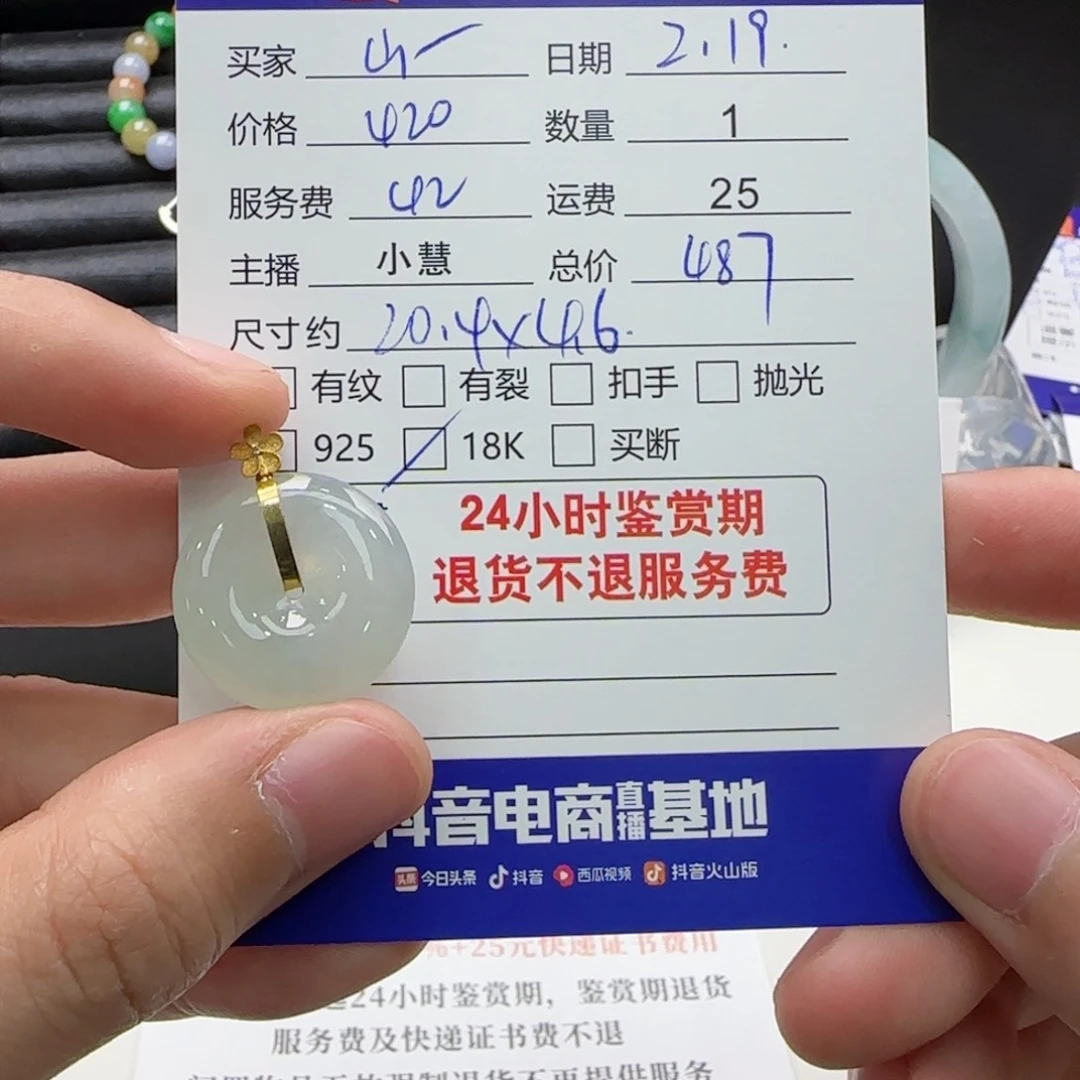 买家 山一 日期 2.19.
价格 420 数量 1
服务费 42 运费 25
主播 小慧 总价 487
尺寸约 20.4×4.6.
有纹 有裂 扣手 抛光
925 18K 买断
24小时鉴赏期
退货不退服务费
抖音电商直播基地
头条 今日头条 抖音 西瓜视频 抖音火山版
%+25元快递证书费用
24小时鉴赏期，鉴赏期退货
服务费及快递证书费不退